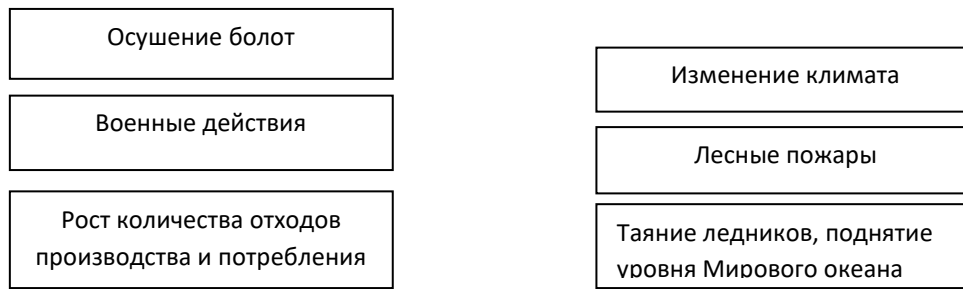 Осушение болот
Военные действия
Рост количества отходов
производства и потребления
Изменение климата
Лесные пожары
Таяние ледников, поднятие
уровня Мирового океана